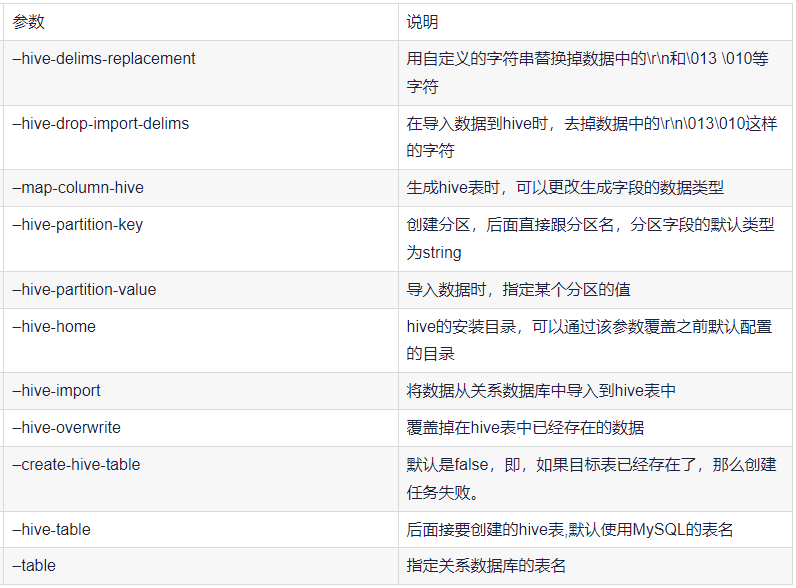 参数
说明
–hive-delims-replacement
用自定义的字符串替换掉数据中的\r\n和\013 \010等
字符
–hive-drop-import-delims
在导入数据到hive时，去掉数据中的\r\n\013\010这样
的字符
–map-column-hive
生成hive表时，可以更改生成字段的数据类型
–hive-partition-key
创建分区，后面直接跟分区名，分区字段的默认类型
为string
–hive-partition-value
导入数据时，指定某个分区的值
–hive-home
hive的安装目录，可以通过该参数覆盖之前默认配置
的目录
–hive-import
将数据从关系数据库中导入到hive表中
–hive-overwrite
覆盖掉在hive表中已经存在的数据
–create-hive-table
默认是false，即，如果目标表已经存在了，那么创建
任务失败。
–hive-table
后面接要创建的hive表,默认使用MySQL的表名
–table
指定关系数据库的表名